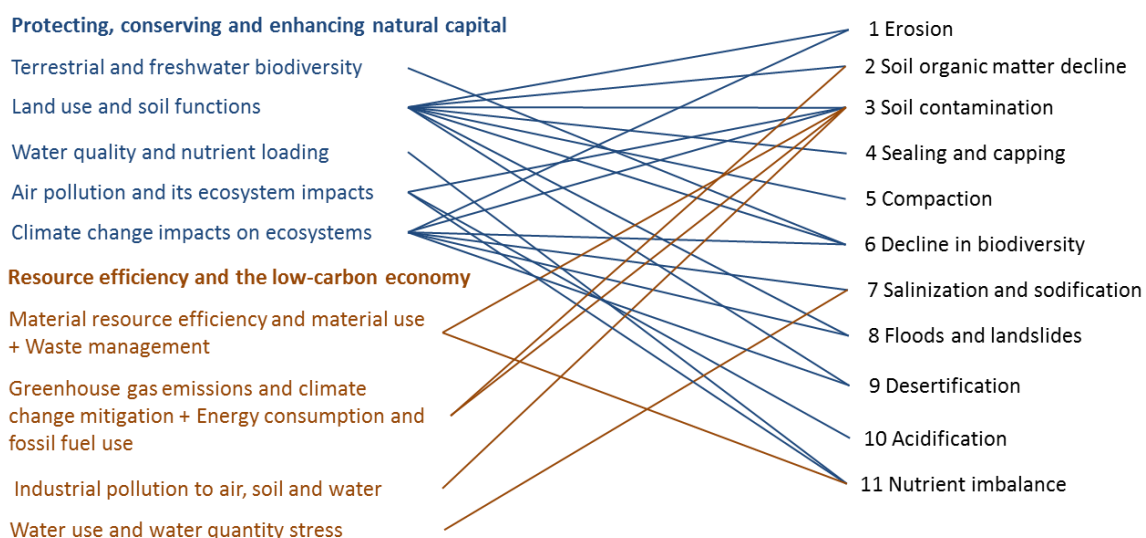 Protecting, conserving and enhancing natural capital
Terrestrial and freshwater biodiversity
Land use and soil functions
Water quality and nutrient loading
Air pollution and its ecosystem impacts
Climate change impacts on ecosystems
Resource efficiency and the low-carbon economy
Material resource efficiency and material use
+ Waste management
Greenhouse gas emissions and climate
change mitigation + Energy consumption and
fossil fuel use
Industrial pollution to air, soil and water
Water use and water quantity stress
1 Erosion
2 Soil organic matter decline
3 Soil contamination
4 Sealing and capping
5 Compaction
6 Decline in biodiversity
7 Salinization and sodification
8 Floods and landslides
9 Desertification
10 Acidification
11 Nutrient imbalance